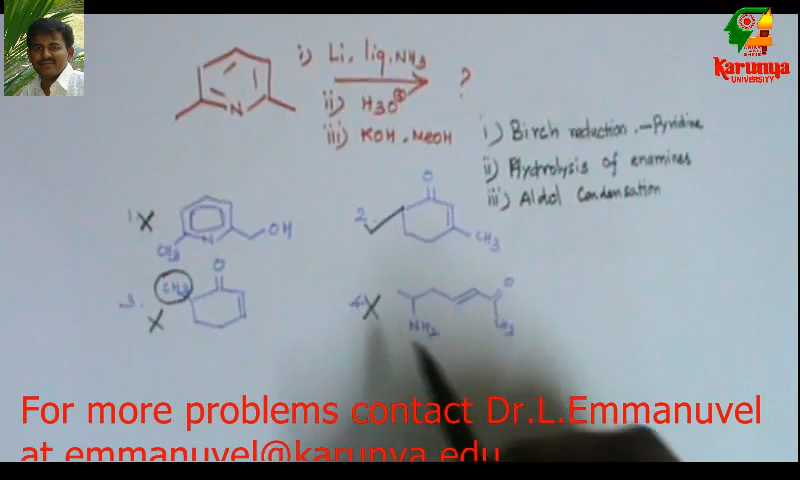 Karunya
UNIVERSITY
i) Li, liq. NH3
ii) H3O⊕
iii) KOH, MeOH
?
N
i) Birch reduction - Pyridine
ii) Hydrolysis of enamines
iii) Aldol Condensation
1. X
N
OH
CH3
2.
O
CH3
3. X
CH3
O
4. X
O
NH2
For more problems contact Dr.L.Emmanuvel
at emmanuvel@karunya.edu